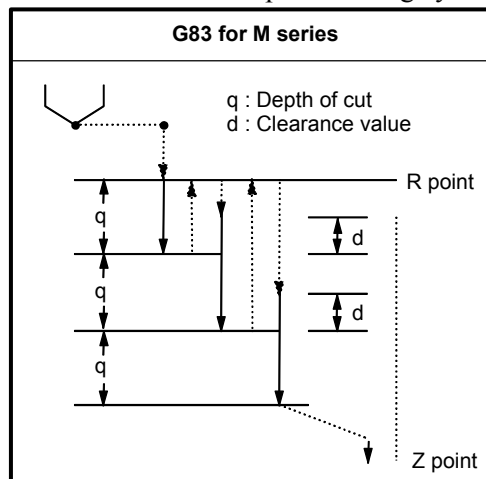 G83 for M series
q : Depth of cut
d : Clearance value
R point
q
d
q
d
q
Z point